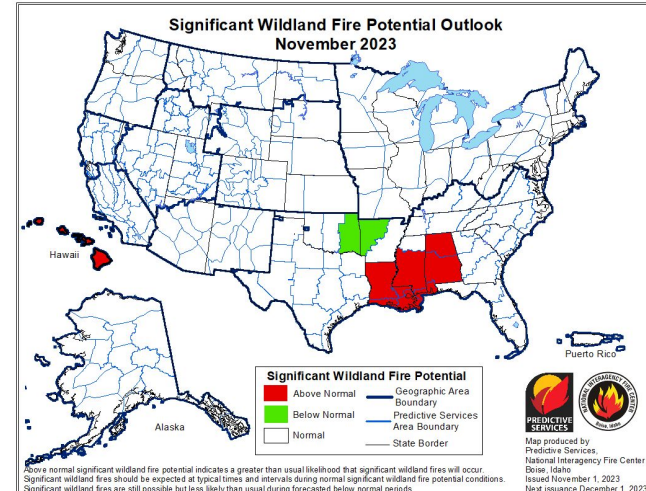 Significant Wildland Fire Potential Outlook
November 2023
Hawaii
Alaska
Puerto Rico
Significant Wildland Fire Potential
Above Normal
Below Normal
Normal
Geographic Area
Boundary
Predictive Services
Area Boundary
State Border
PREDICTIVE
SERVICES
NATIONAL INTERAGENCY FIRE CENTER
Boise, Idaho
Map produced by
Predictive Services,
National Interagency Fire Center
Boise, Idaho
Issued November 1, 2023
Next issuance December 1, 2023
Above normal significant wildland fire potential indicates a greater than usual likelihood that significant wildland fires will occur.
Significant wildland fires should be expected at typical times and intervals during normal significant wildland fire potential conditions.
Significant wildland fires are still possible but less likely than usual during forecasted below normal periods.